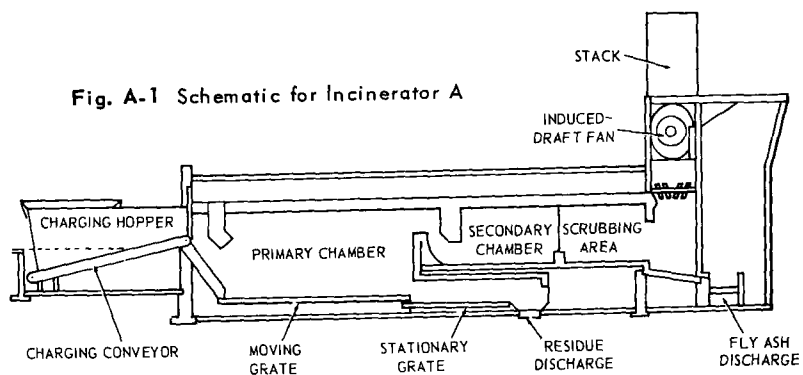 STACK
Fig. A-1 Schematic for Incinerator A
INDUCED-
DRAFT FAN
CHARGING HOPPER
PRIMARY CHAMBER
SECONDARY
CHAMBER
SCRUBBING
AREA
CHARGING CONVEYOR
MOVING
GRATE
STATIONARY
GRATE
RESIDUE
DISCHARGE
FLY ASH
DISCHARGE